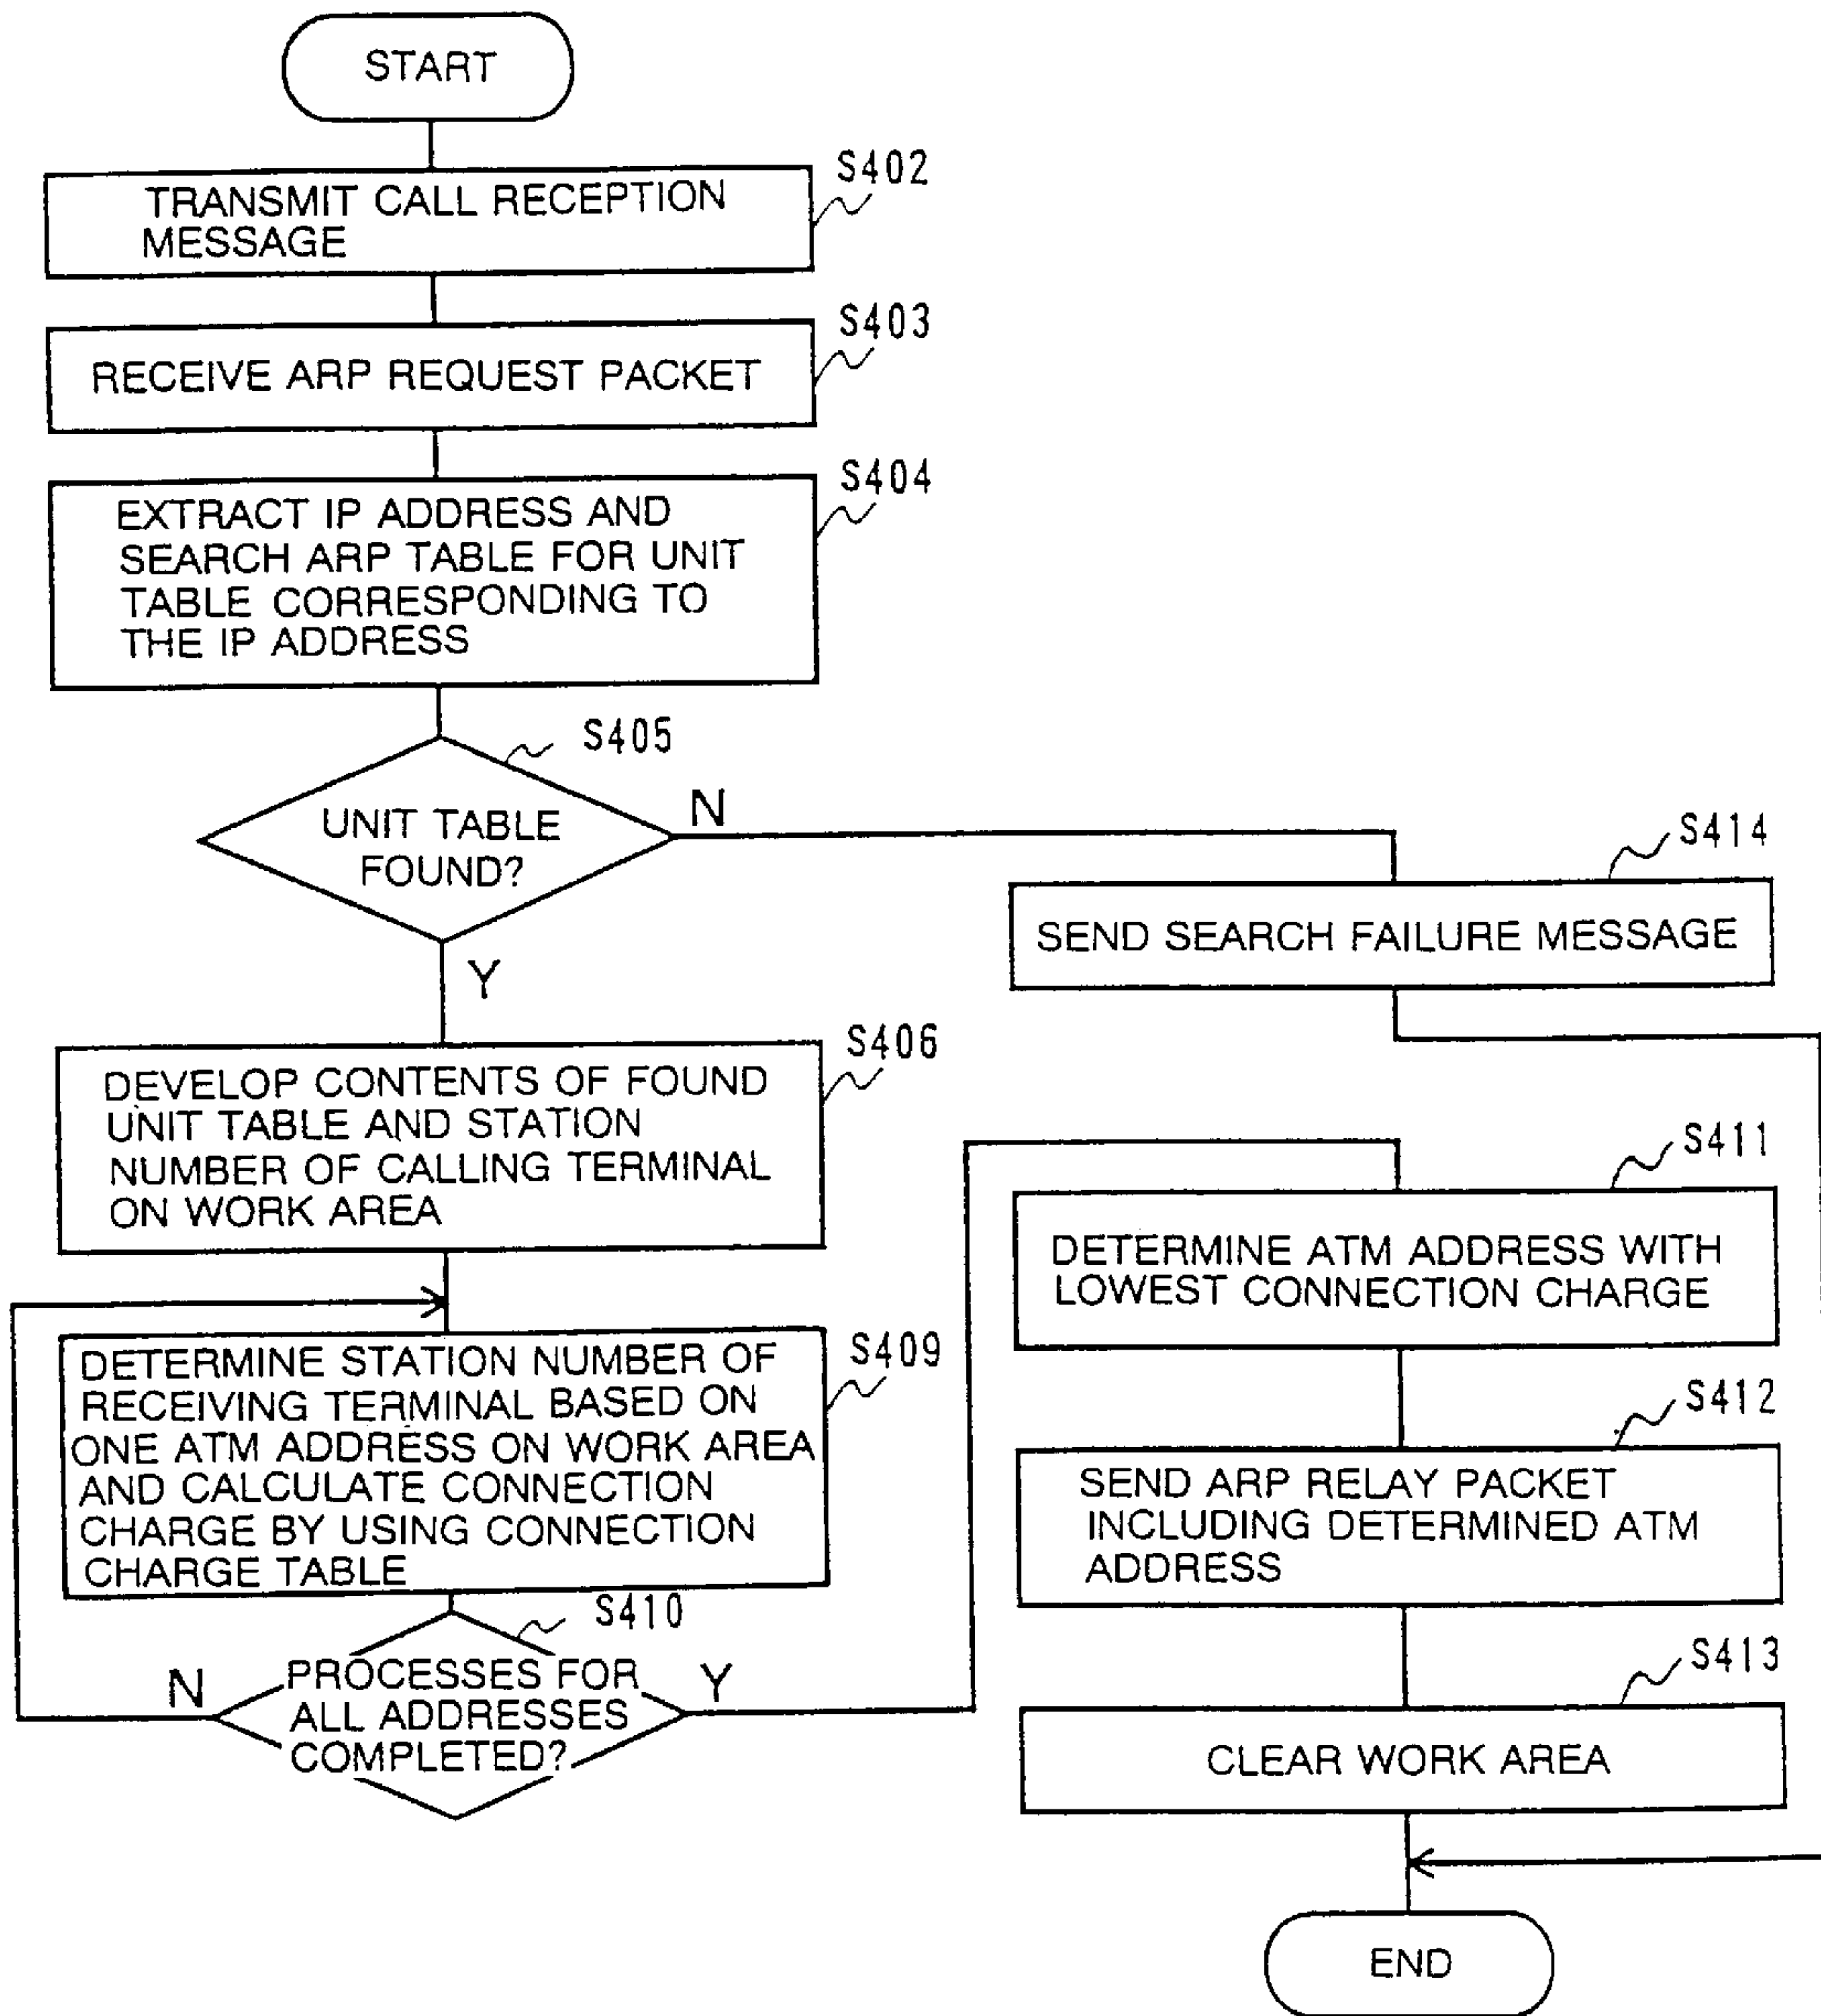 START
S402
TRANSMIT CALL RECEPTION
MESSAGE
S403
RECEIVE ARP REQUEST PACKET
S404
EXTRACT IP ADDRESS AND
SEARCH ARP TABLE FOR UNIT
TABLE CORRESPONDING TO
THE IP ADDRESS
S405
UNIT TABLE
FOUND?
N
Y
S414
SEND SEARCH FAILURE MESSAGE
S406
DEVELOP CONTENTS OF FOUND
UNIT TABLE AND STATION
NUMBER OF CALLING TERMINAL
ON WORK AREA
S409
DETERMINE STATION NUMBER OF
RECEIVING TERMINAL BASED ON
ONE ATM ADDRESS ON WORK AREA
AND CALCULATE CONNECTION
CHARGE BY USING CONNECTION
CHARGE TABLE
S410
PROCESSES FOR
ALL ADDRESSES
COMPLETED?
N
Y
S411
DETERMINE ATM ADDRESS WITH
LOWEST CONNECTION CHARGE
S412
SEND ARP RELAY PACKET
INCLUDING DETERMINED ATM
ADDRESS
S413
CLEAR WORK AREA
END